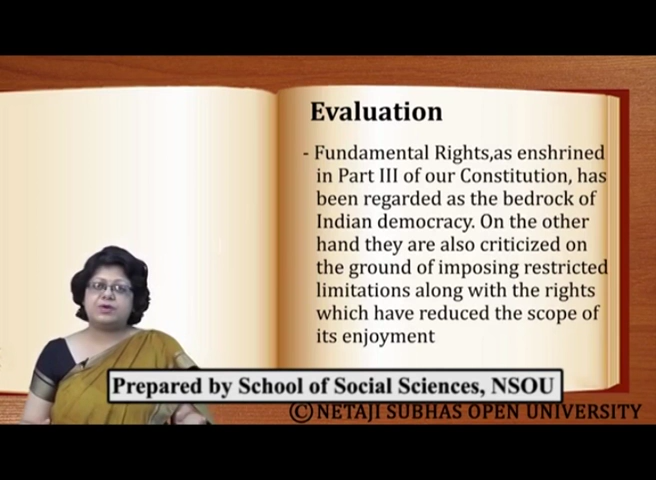 Evaluation
- Fundamental Rights,as enshrined
in Part III of our Constitution, has
been regarded as the bedrock of
Indian democracy. On the other
hand they are also criticized on
the ground of imposing restricted
limitations along with the rights
which have reduced the scope of
its enjoyment
Prepared by School of Social Sciences, NSOU
©NETAJI SUBHAS OPEN UNIVERSITY